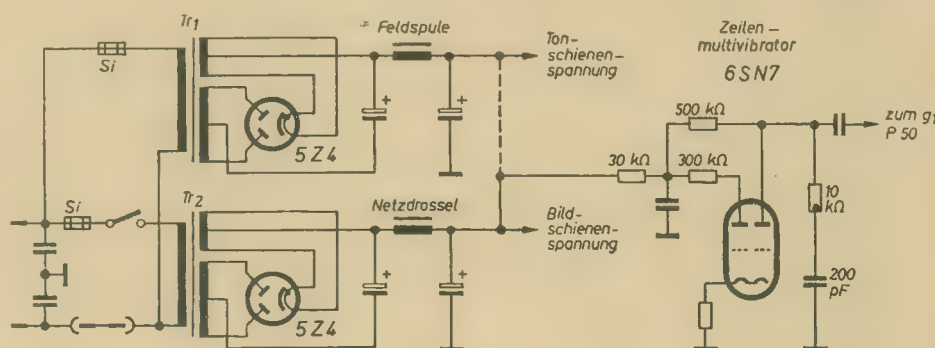 Tr1
Feldspule
Si
5Z4
Ton-
schienen-
spannung
Zeilen-
multivibrator
6SN7
500 kΩ
zum g1
P 50
30 kΩ
300 kΩ
10
kΩ
200
pF
Si
Tr2
Netzdrossel
5Z4
Bild-
schienen-
spannung